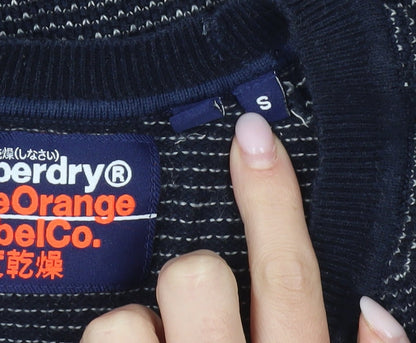 燥(しなさい)
perdry®
eOrange
belCo.
乾燥
S